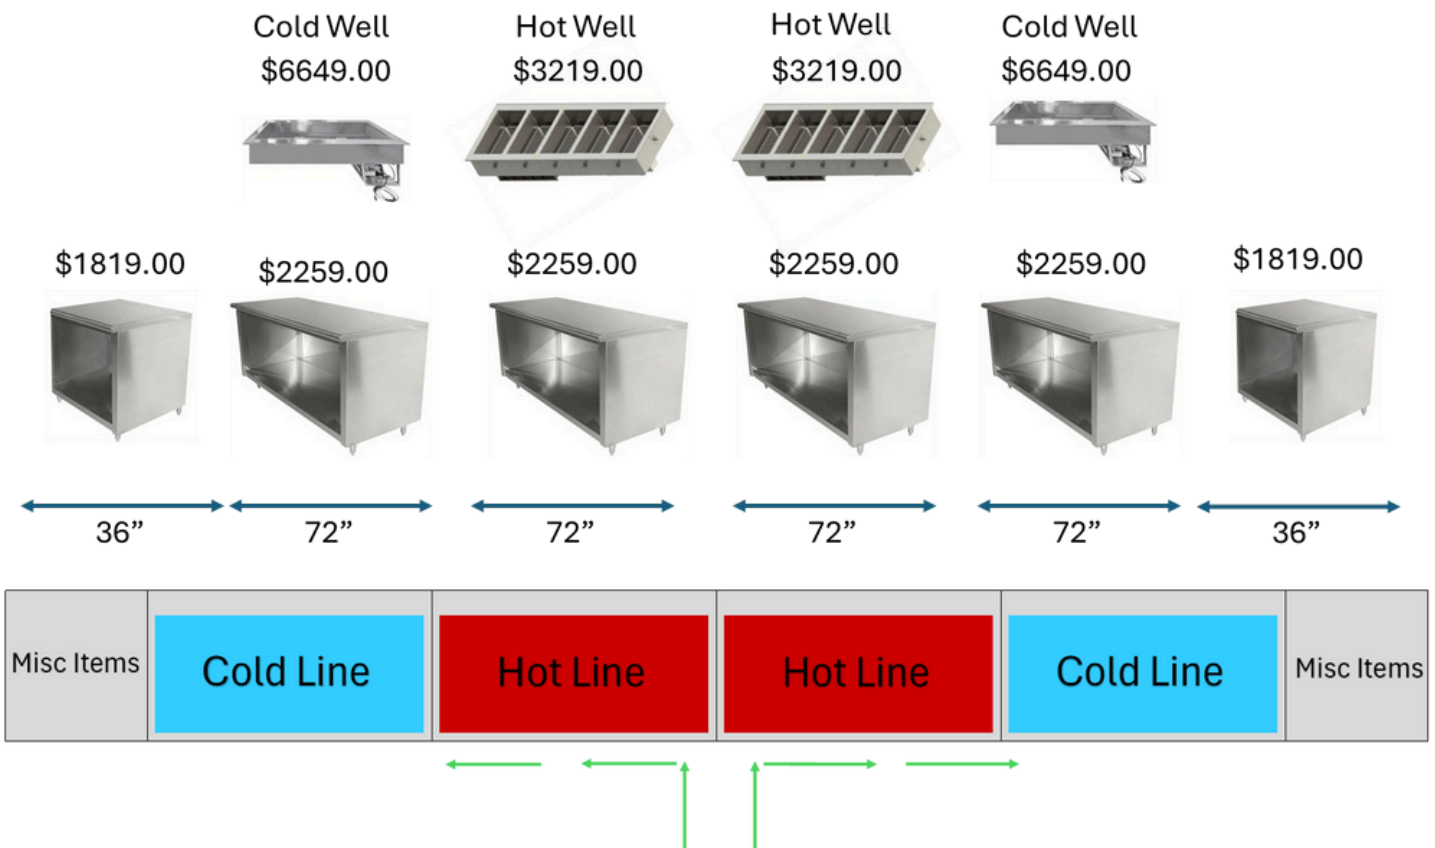 Cold Well
Hot Well
Hot Well
Cold Well
$6649.00
$3219.00
$3219.00
$6649.00
$1819.00
$2259.00
$2259.00
$2259.00
$2259.00
$1819.00
36”
72”
72”
72”
72”
36”
Misc Items
Cold Line
Hot Line
Hot Line
Cold Line
Misc Items